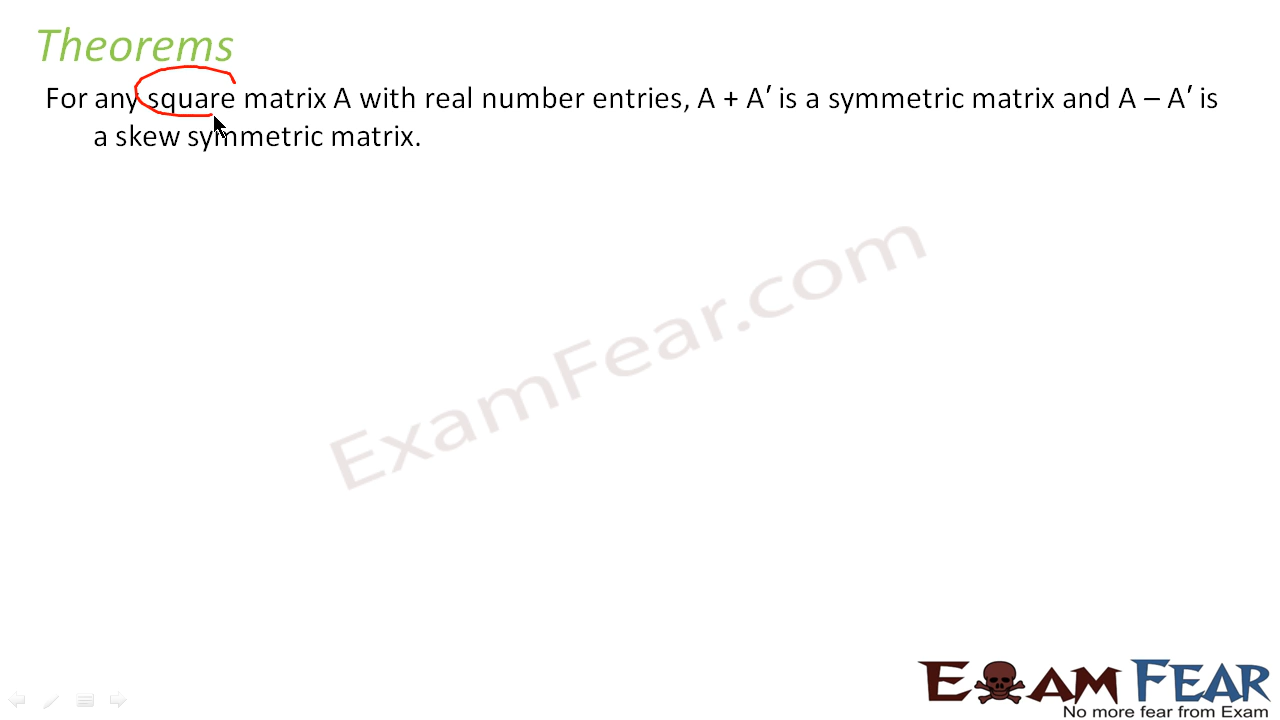 Theorems
For any square matrix A with real number entries, A + A′ is a symmetric matrix and A – A′ is
a skew symmetric matrix.
ExamFear.com
EXAM FEAR
No more fear from Exam